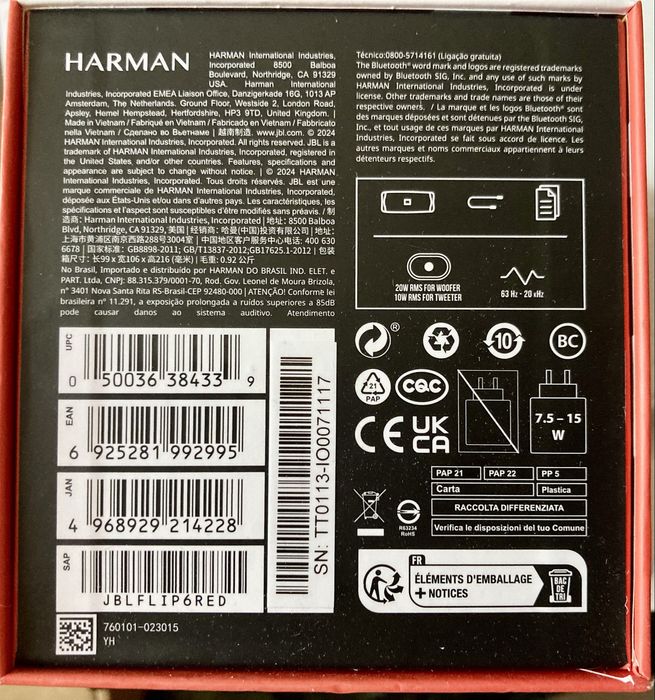 HARMAN
HARMAN International Industries,
Incorporated 8500 Balboa
Boulevard, Northridge, CA 91329
USA. Harman International
Industries, Incorporated EMEA Liaison Office, Danzigerkade 16G, 1013 AP
Amsterdam, The Netherlands. Ground Floor, Westside 2, London Road,
Apsley, Hemel Hempstead, Hertfordshire, HP3 9TD, United Kingdom. |
Made in Vietnam / Fabriqué en Vietnam / Fabricado en Vietnam / Fabbricato
nella Vietnam / Сделано во Вьетнаме | 越南制造. www.jbl.com. © 2024
HARMAN International Industries, Incorporated. All rights reserved. JBL is a
trademark of HARMAN International Industries, Incorporated, registered in
the United States and/or other countries. Features, specifications and
appearance are subject to change without notice. | © 2024 HARMAN
International Industries, Incorporated. Tous droits réservés. JBL est une
marque commerciale de HARMAN International Industries, Incorporated,
déposée aux États-Unis et/ou dans d'autres pays. Les caractéristiques, les
spécifications et l'aspect sont susceptibles d'être modifiés sans préavis. / 制
造商: Harman International Industries, Incorporated | 地址: 8500 Balboa
Blvd, Northridge, CA 91329, 美国 | 经销商: 哈曼(中国)投资有限公司 | 地址:
上海市黄浦区南京西路288号3004室 | 中国地区客户服务中心电话: 400 630
6678 | 国家标准: GB8898-2011; GB/T13837-2012;GB17625.1-2012 | 包装
箱尺寸: 长99 x 宽106 x 高216 (毫米) | 毛重: 0.92 公斤
No Brasil, Importado e distribuído por HARMAN DO BRASIL IND. ELET. e
PART. Ltda, CNPJ: 88.315.379/0001-70, Rod. Gov. Leonel de Moura Brizola,
n° 3401 Nova Santa Rita RS-Brasil-CEP 92480-000 | ATENÇÃO! Conforme lei
brasileira n° 11.291, a exposição prolongada a ruídos superiores a 85dB
pode causar danos ao sistema auditivo. Atendimento
Técnico:0800-5714161 (Ligação gratuita)
The Bluetooth® word mark and logos are registered trademarks
owned by Bluetooth SIG, Inc. and any use of such marks by
HARMAN International Industries, Incorporated is under
license. Other trademarks and trade names are those of their
respective owners. / La marque et les logos Bluetooth® sont
des marques déposées et sont détenues par the Bluetooth SIG,
Inc., et tout usage de ces marques par HARMAN International
Industries, Incorporated se fait sous accord de licence. Les
autres marques et noms commerciaux appartiennent à leurs
détenteurs respectifs.
20W RMS FOR WOOFER
10W RMS FOR TWEETER
63 Hz - 20 kHz
®
10
BC
21
PAP
CQC
CE
UK
CA
7.5 – 15
W
PAP 21
PAP 22
PP 5
Carta
Plastica
RACCOLTA DIFFERENZIATA
Verifica le disposizioni del tuo Comune
R63234
RoHS
FR
ÉLÉMENTS D'EMBALLAGE
+ NOTICES
BAC
DE
TRI
UPC
0 50036 38433 9
EAN
6 925281 992995
JAN
4 968929 214228
SAP
JBLFLIP6RED
SN: TT0113-IO0071117
760101-023015
YH